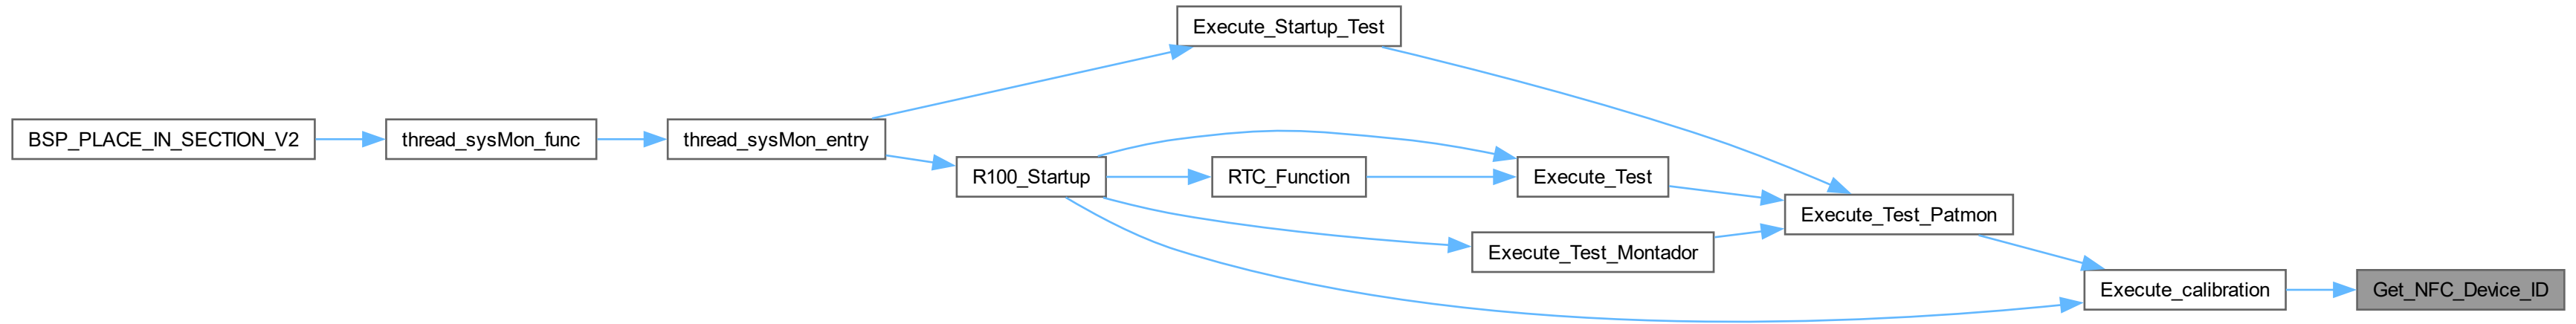 Execute_Startup_Test
BSP_PLACE_IN_SECTION_V2
thread_sysMon_func
thread_sysMon_entry
R100_Startup
RTC_Function
Execute_Test
Execute_Test_Patmon
Execute_Test_Montador
Execute_calibration
Get_NFC_Device_ID